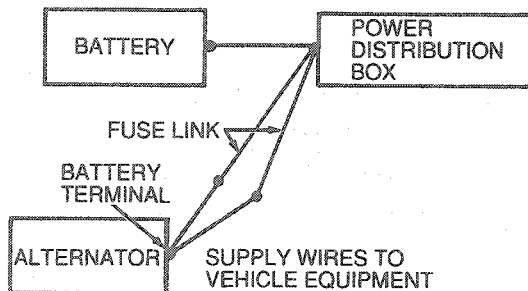 BATTERY
POWER
DISTRIBUTION
BOX
FUSE LINK
BATTERY
TERMINAL
ALTERNATOR
SUPPLY WIRES TO
VEHICLE EQUIPMENT